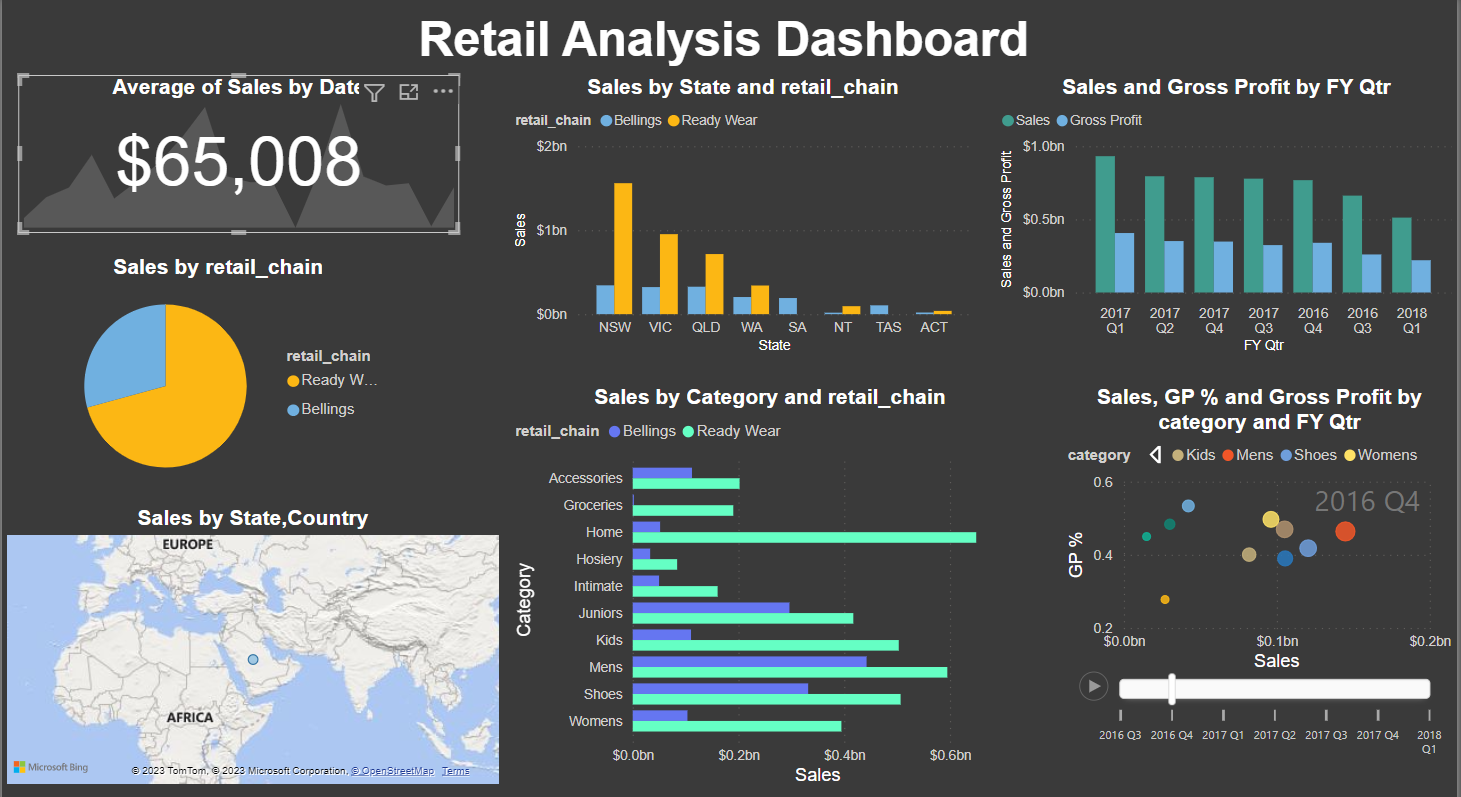 Retail Analysis Dashboard
Average of Sales by Date
$65,008
Sales by retail_chain
retail_chain
Ready W...
Bellings
Sales by State,Country
EUROPE
AFRICA
Microsoft Bing
© 2023 TomTom, © 2023 Microsoft Corporation, © OpenStreetMap Terms
Sales by State and retail_chain
retail_chain Bellings Ready Wear
$2bn
$1bn
$0bn
Sales
NSW VIC QLD WA SA NT TAS ACT
State
Sales by Category and retail_chain
retail_chain Bellings Ready Wear
Category
Accessories
Groceries
Home
Hosiery
Intimate
Juniors
Kids
Mens
Shoes
Womens
$0.0bn $0.2bn $0.4bn $0.6bn
Sales
Sales and Gross Profit by FY Qtr
Sales Gross Profit
Sales and Gross Profit
$1.0bn
$0.5bn
$0.0bn
2017 2017 2017 2017 2016 2016 2018
Q1 Q2 Q4 Q3 Q4 Q3 Q1
FY Qtr
Sales, GP % and Gross Profit by
category and FY Qtr
category Kids Mens Shoes Womens
2016 Q4
GP %
0.6
0.4
0.2
$0.0bn $0.1bn $0.2bn
Sales
2016 Q3 2016 Q4 2017 Q1 2017 Q2 2017 Q3 2017 Q4 2018
Q1